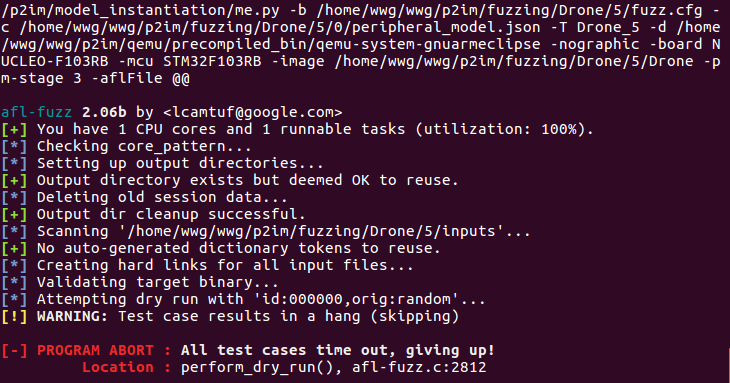 /p2im/model_instantiation/me.py -b /home/wwg/wwg/p2im/fuzzing/Drone/5/fuzz.cfg -
c /home/wwg/wwg/p2im/fuzzing/Drone/5/0/peripheral_model.json -T Drone_5 -d /home
/wwg/wwg/p2im/qemu/precompiled_bin/qemu-system-gnuarmeclipse -nographic -board N
UCLEO-F103RB -mcu STM32F103RB -image /home/wwg/wwg/p2im/fuzzing/Drone/5/Drone -p
m-stage 3 -aflFile @@
afl-fuzz 2.06b by <lcamtuf@google.com>
[+] You have 1 CPU cores and 1 runnable tasks (utilization: 100%).
[*] Checking core_pattern...
[*] Setting up output directories...
[+] Output directory exists but deemed OK to reuse.
[*] Deleting old session data...
[+] Output dir cleanup successful.
[*] Scanning '/home/wwg/wwg/p2im/fuzzing/Drone/5/inputs'...
[+] No auto-generated dictionary tokens to reuse.
[*] Creating hard links for all input files...
[*] Validating target binary...
[*] Attempting dry run with 'id:000000,orig:random'...
[!] WARNING: Test case results in a hang (skipping)
[-] PROGRAM ABORT : All test cases time out, giving up!
Location : perform_dry_run(), afl-fuzz.c:2812